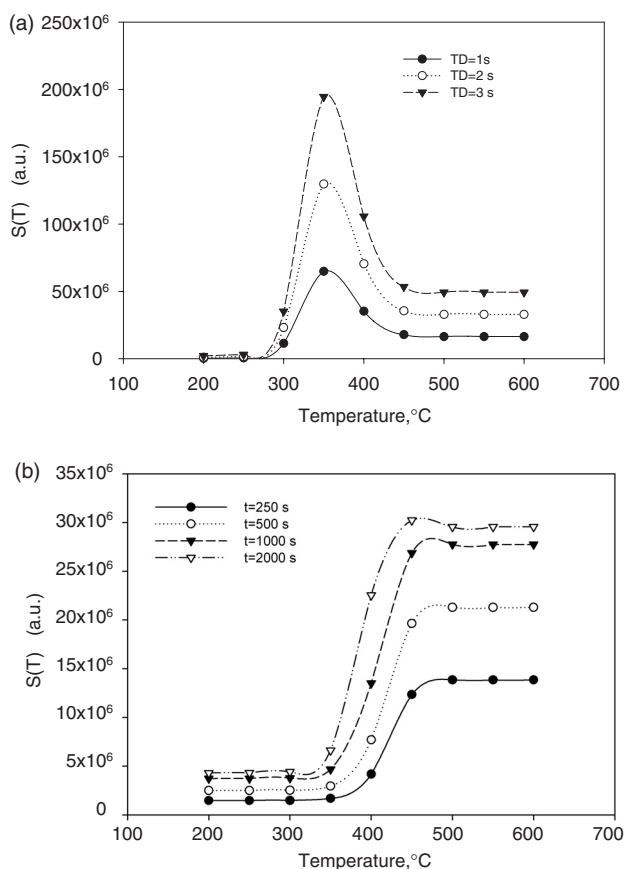 (a)
250x10⁶
200x10⁶
150x10⁶
100x10⁶
50x10⁶
0
S(T) (a.u.)
TD=1s
TD=2 s
TD=3 s
100 200 300 400 500 600 700
Temperature,°C
(b)
35x10⁶
30x10⁶
25x10⁶
20x10⁶
15x10⁶
10x10⁶
5x10⁶
0
S(T) (a.u.)
t=250 s
t=500 s
t=1000 s
t=2000 s
100 200 300 400 500 600 700
Temperature,°C